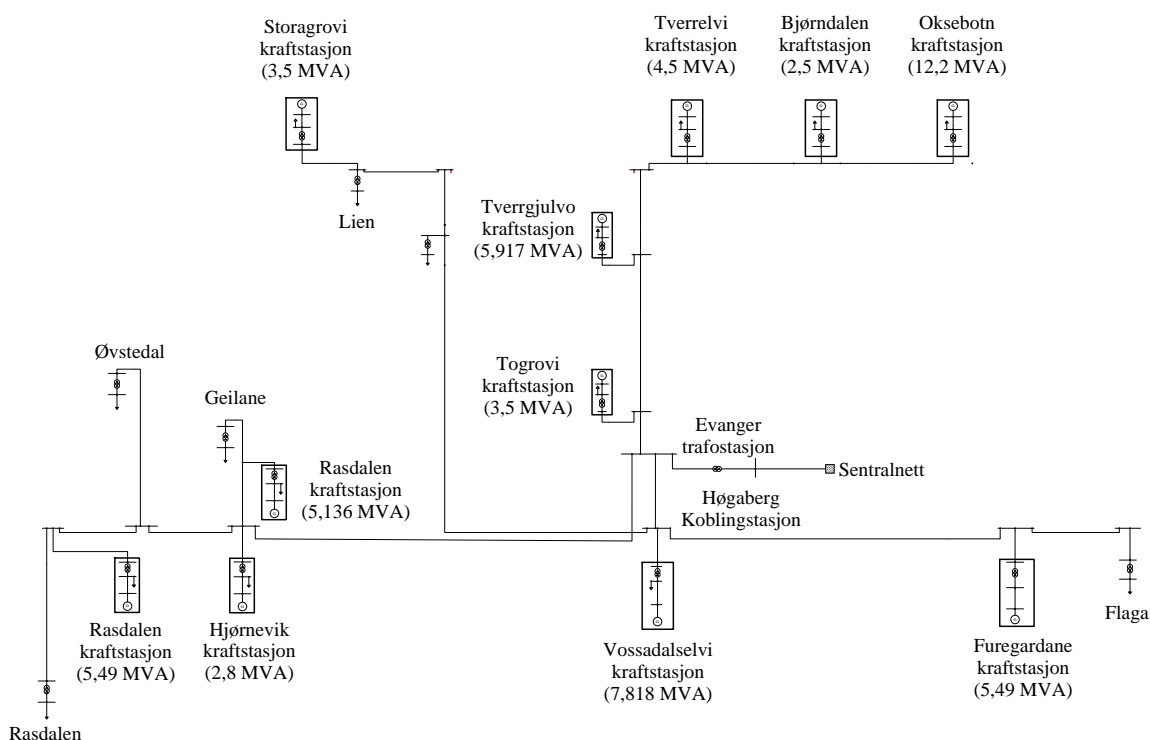 Storagrovi
kraftstasjon
(3,5 MVA)
Tverrelvi
kraftstasjon
(4,5 MVA)
Bjørndalen
kraftstasjon
(2,5 MVA)
Oksebotn
kraftstasjon
(12,2 MVA)
Lien
Tverrgjulvo
kraftstasjon
(5,917 MVA)
Øvstedal
Geilane
Togrovi
kraftstasjon
(3,5 MVA)
Evanger
trafostasjon
Sentralnett
Rasdalen
kraftstasjon
(5,136 MVA)
Høgaberg
Koblingstasjon
Rasdalen
kraftstasjon
(5,49 MVA)
Hjørnevik
kraftstasjon
(2,8 MVA)
Vossadalselvi
kraftstasjon
(7,818 MVA)
Furegardane
kraftstasjon
(5,49 MVA)
Flaga
Rasdalen